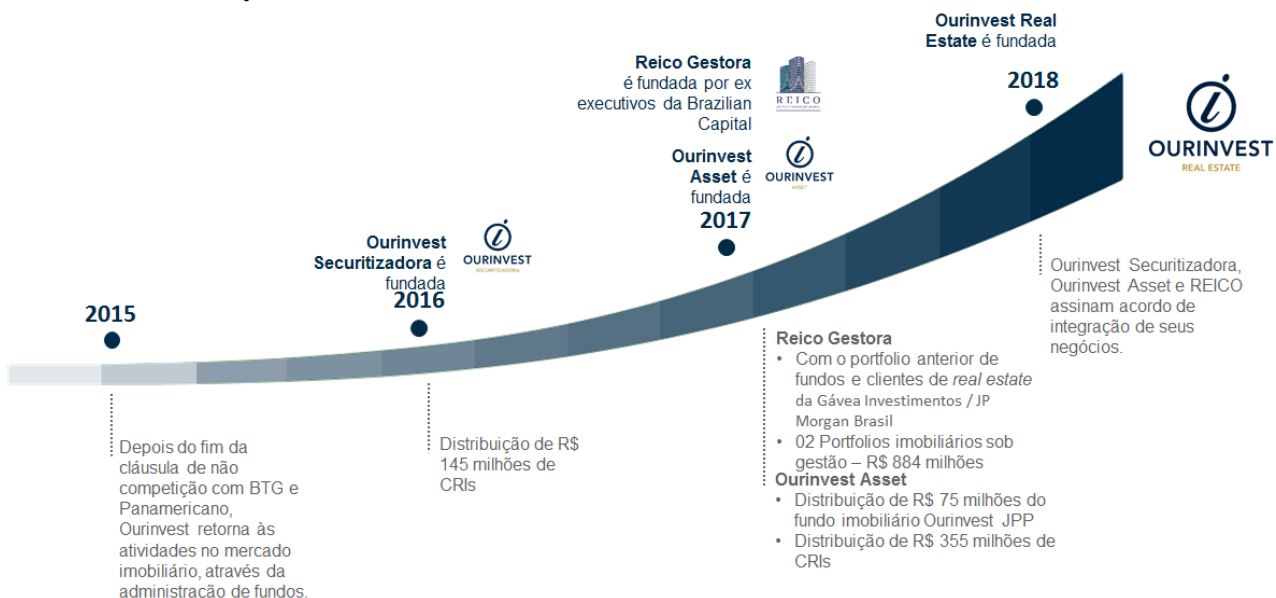 2015
Depois do fim da
cláusula de não
competição com BTG e
Panamericano,
Ourinvest retorna às
atividades no mercado
imobiliário, através da
administração de fundos.
Ourinvest
Securitizadora é
fundada
2016
OURINVEST
SECURITIZADORA
Distribuição de R$
145 milhões de
CRIs
Reico Gestora
é fundada por ex
executivos da Brazilian
Capital
REICO
Ourinvest
Asset é
fundada
2017
OURINVEST
ASSET
Reico Gestora
• Com o portfolio anterior de
fundos e clientes de real estate
da Gávea Investimentos / JP
Morgan Brasil
• 02 Portfolios imobiliários sob
gestão – R$ 884 milhões
Ourinvest Asset
• Distribuição de R$ 75 milhões do
fundo imobiliário Ourinvest JPP
• Distribuição de R$ 355 milhões de
CRIs
Ourinvest Real
Estate é fundada
2018
OURINVEST
REAL ESTATE
Ourinvest Securitizadora,
Ourinvest Asset e REICO
assinam acordo de
integração de seus
negócios.